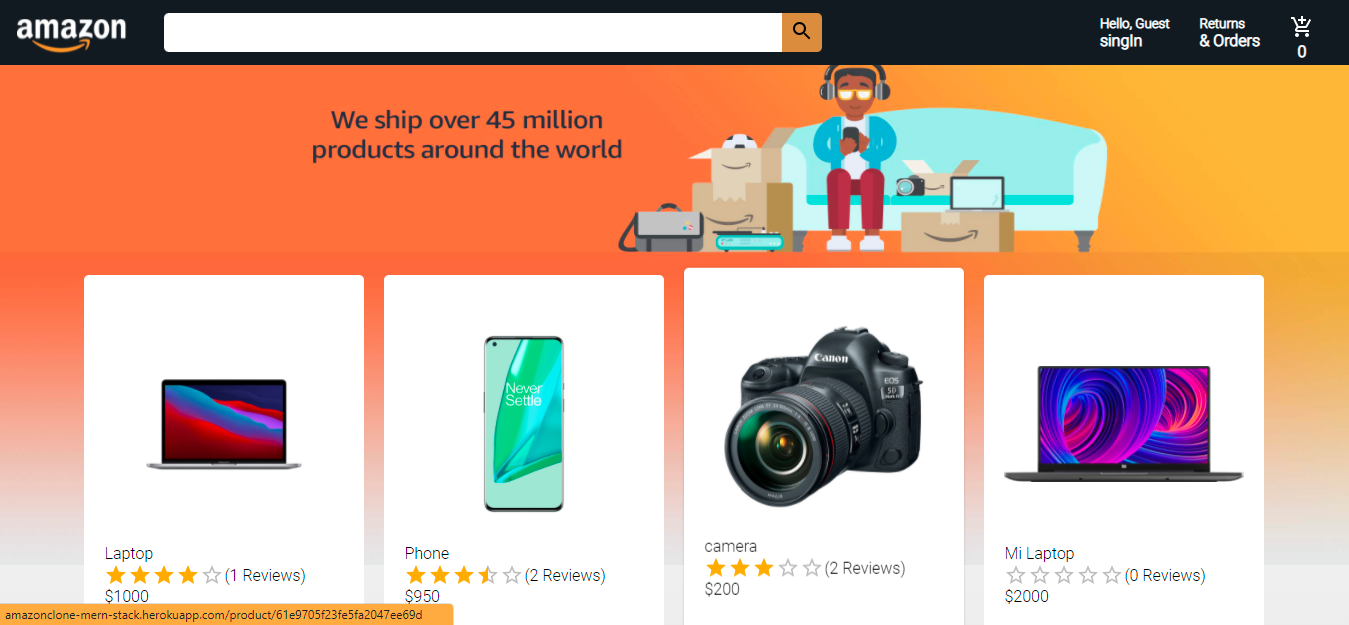 amazon
Hello, Guest
singIn
Returns
& Orders
0
We ship over 45 million
products around the world
Never
Settle
Canon
EOS
5D
Laptop
(1 Reviews)
$1000
Phone
(2 Reviews)
$950
camera
(2 Reviews)
$200
Mi Laptop
(0 Reviews)
$2000
amazonclone-mern-stack.herokuapp.com/product/61e9705f23fe5fa2047ee69d